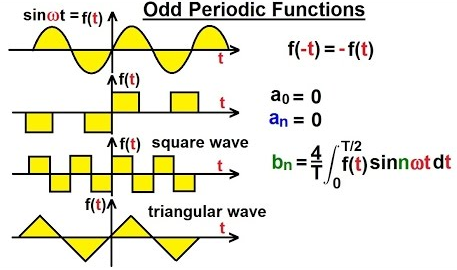 Odd Periodic Functions
sinωt = f(t)
t
f(-t) = -f(t)
f(t)
t
a₀ = 0
aₙ = 0
f(t) square wave
t
bₙ = 4/T ∫₀^T/2 f(t) sinnωt dt
f(t) triangular wave
t